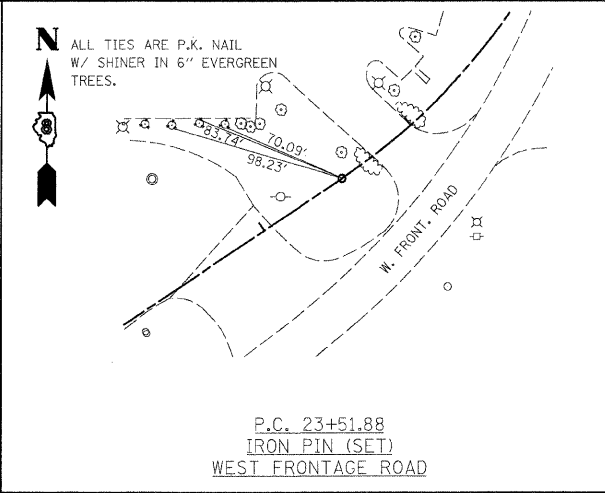 N
ALL TIES ARE P.K. NAIL
W/ SHINER IN 6" EVERGREEN
TREES.
8
83.74'
70.09'
98.23'
W. FRONT. ROAD
P.C. 23+51.88
IRON PIN (SET)
WEST FRONTAGE ROAD